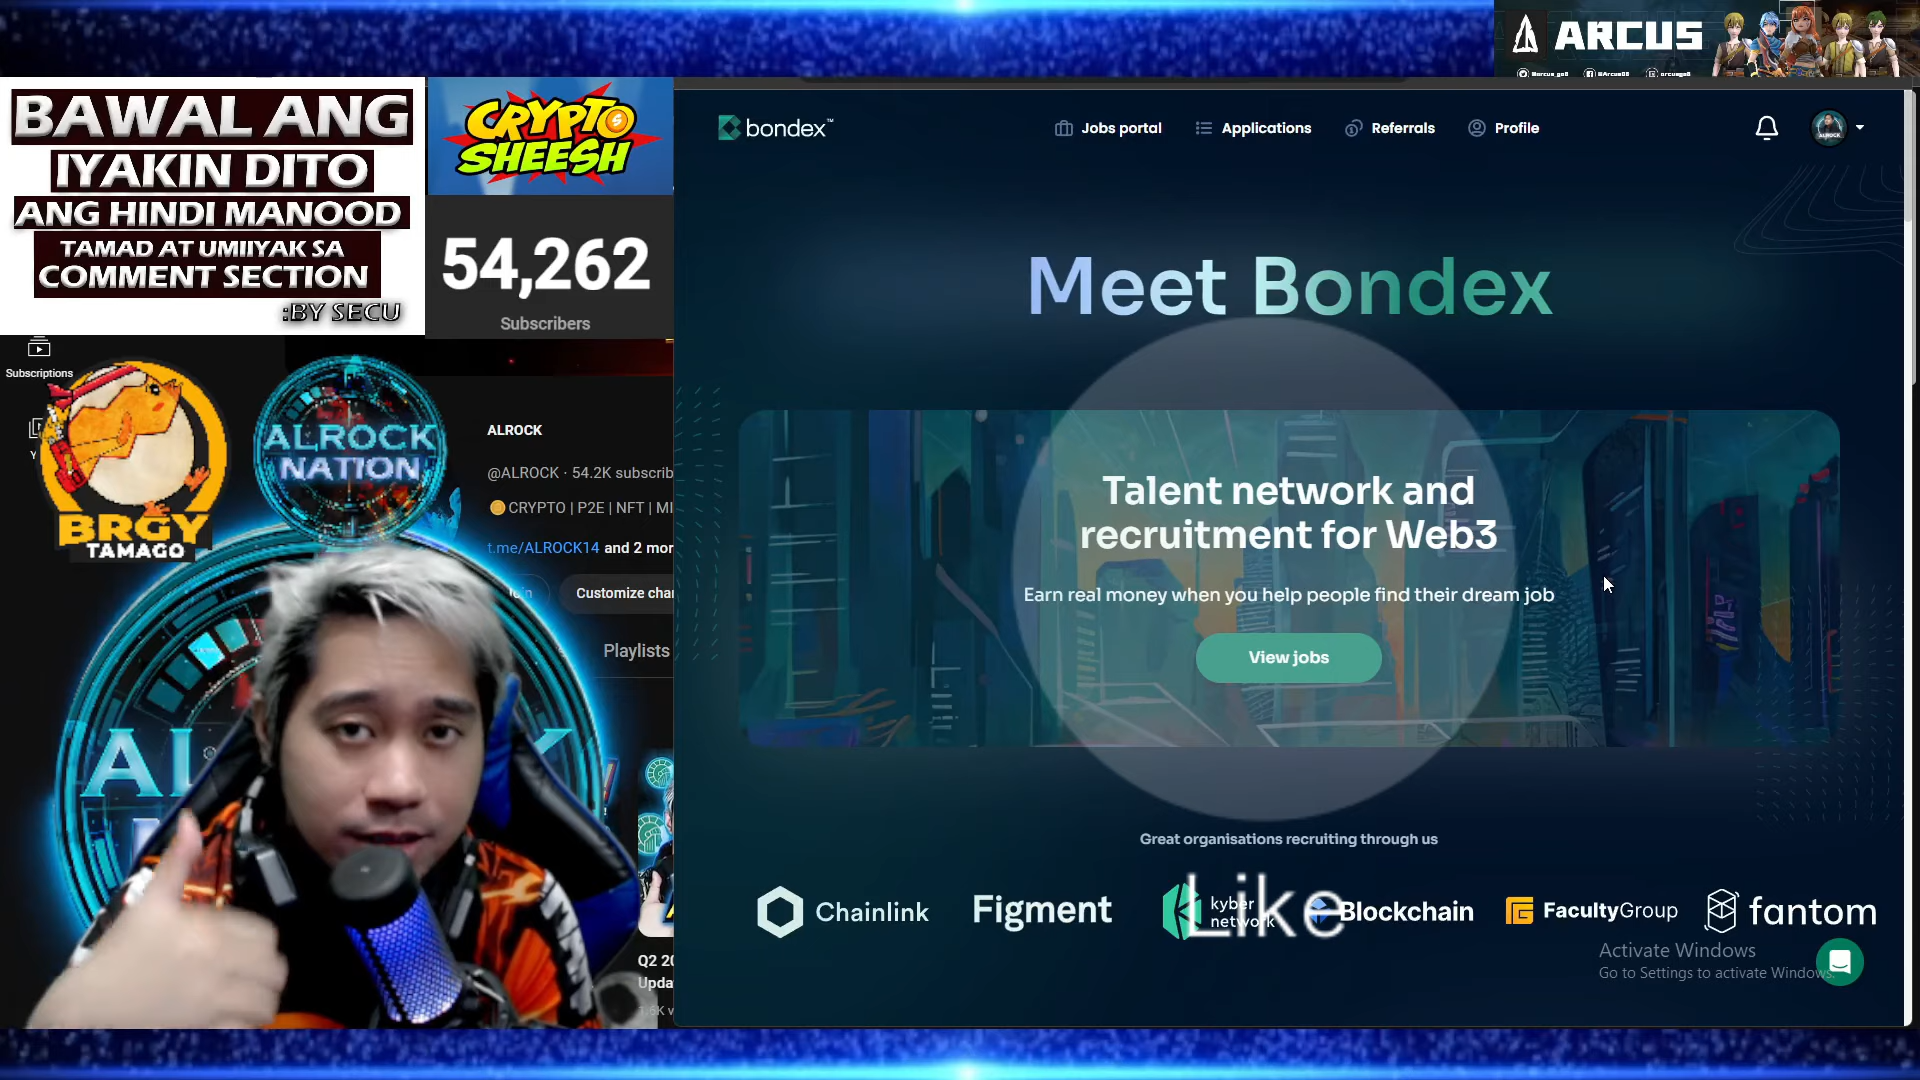 ARCUS
BAWAL ANG
IYAKIN DITO
ANG HINDI MANOOD
TAMAD AT UMIIYAK SA
COMMENT SECTION
:BY SECU
CRYPTO
SHEESH
54,262
Subscribers
bondex™
Jobs portal
Applications
Referrals
Profile
Meet Bondex
Talent network and
recruitment for Web3
Earn real money when you help people find their dream job
View jobs
Great organisations recruiting through us
Chainlink
Figment
kyber
network
Like
Blockchain
FacultyGroup
fantom
Activate Windows
Go to Settings to activate Windows.
Subscriptions
BRGY
TAMAGO
ALROCK
NATION
ALROCK
@ALROCK · 54.2K subscrib
CRYPTO | P2E | NFT | MI
t.me/ALROCK14 and 2 mor
Customize cha
Playlists
AL
Q2 20
Upda